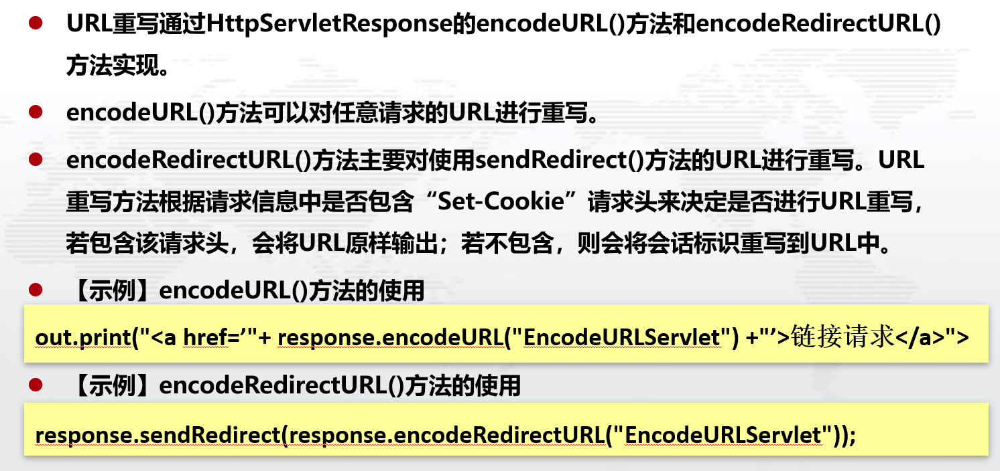 URL重写通过HttpServletResponse的encodeURL()方法和encodeRedirectURL()
方法实现。
encodeURL()方法可以对任意请求的URL进行重写。
encodeRedirectURL()方法主要对使用sendRedirect()方法的URL进行重写。URL
重写方法根据请求信息中是否包含“Set-Cookie”请求头来决定是否进行URL重写，
若包含该请求头，会将URL原样输出；若不包含，则会将会话标识重写到URL中。
【示例】encodeURL()方法的使用
out.print("<a href=’"+ response.encodeURL("EncodeURLServlet") +"’>链接请求</a>">
【示例】encodeRedirectURL()方法的使用
response.sendRedirect(response.encodeRedirectURL("EncodeURLServlet"));